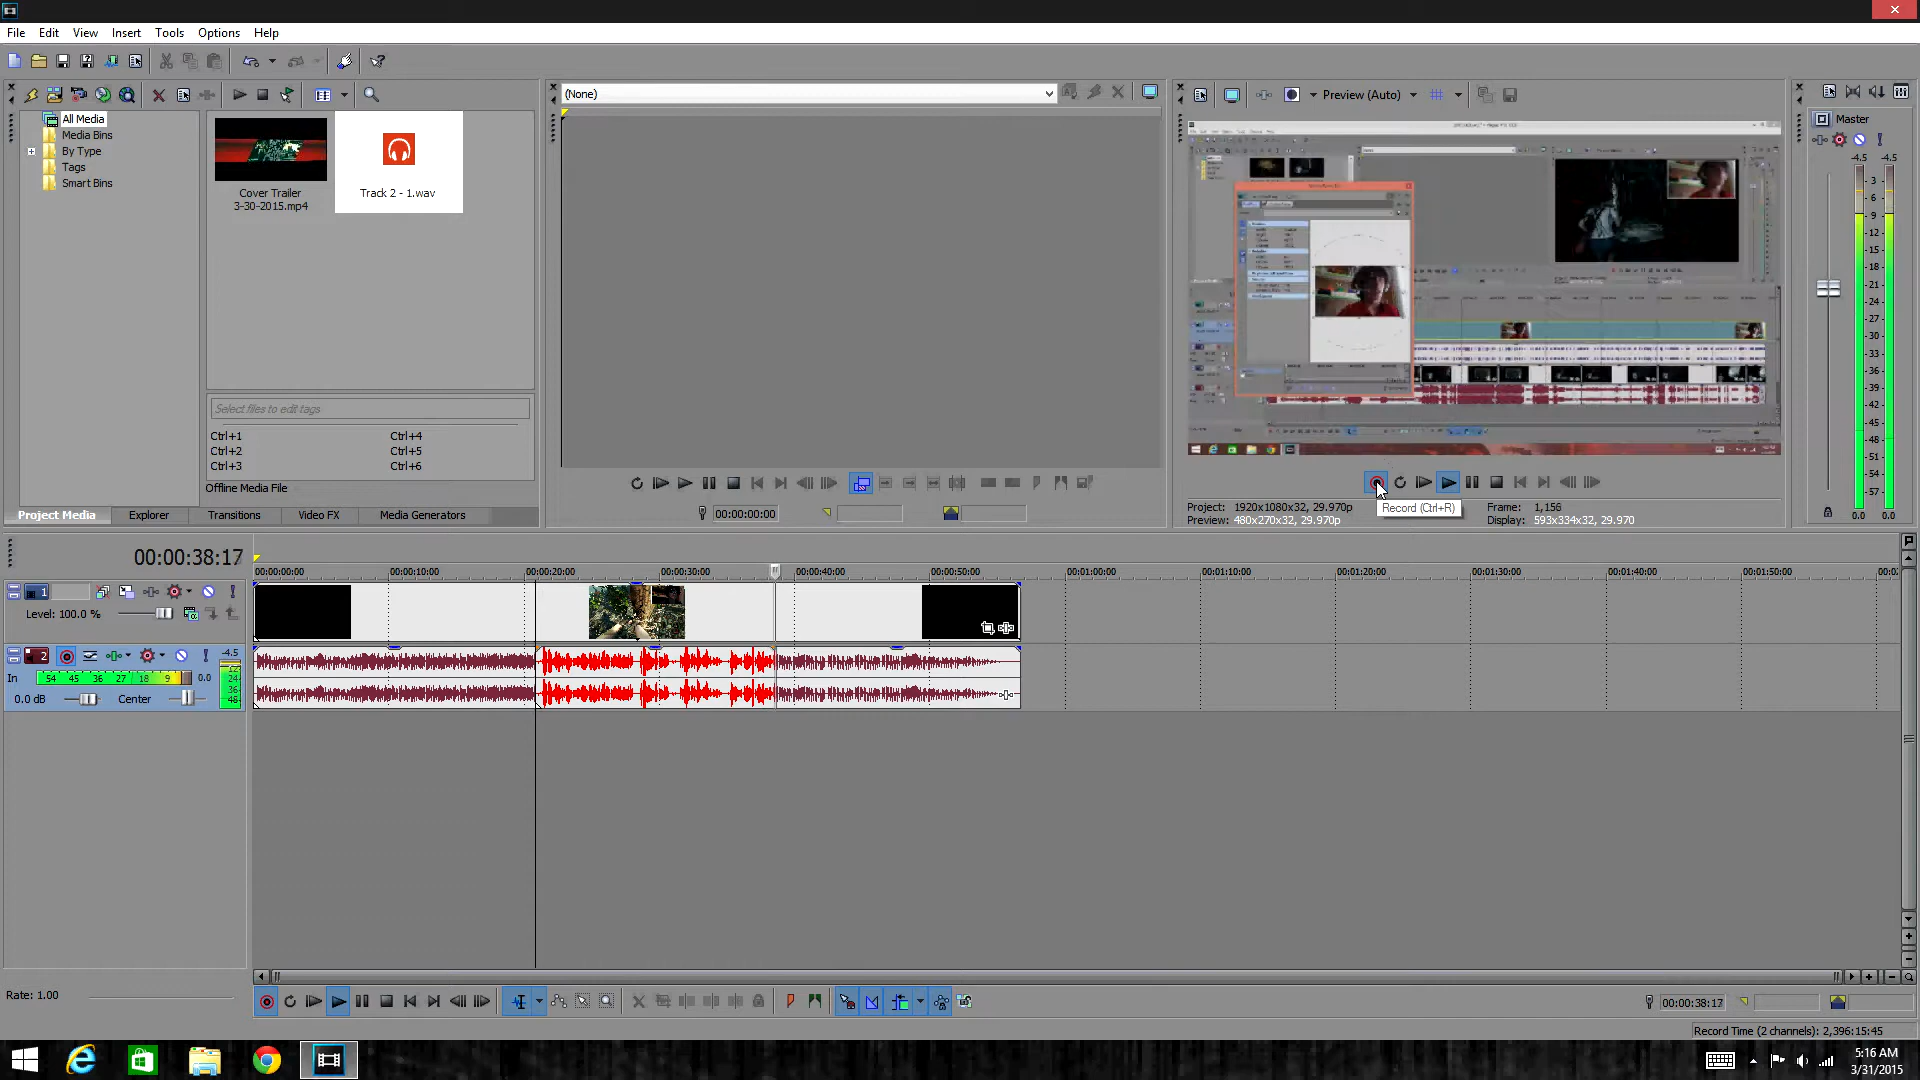 File Edit View Insert Tools Options Help
(None)
Preview (Auto)
All Media
Media Bins
By Type
Tags
Smart Bins
Cover Trailer
3-30-2015.mp4
Track 2 - 1.wav
Select files to edit tags
Ctrl+1 Ctrl+4
Ctrl+2 Ctrl+5
Ctrl+3 Ctrl+6
Offline Media File
Project Media Explorer Transitions Video FX Media Generators
00:00:00:00
Record (Ctrl+R)
Project: 1920x1080x32, 29.970p Frame: 1,156
Preview: 480x270x32, 29.970p Display: 593x334x32, 29.970
Master
-4.5 -4.5
3
6
9
12
15
18
21
24
27
30
33
36
39
42
45
48
51
54
57
0.0 0.0
00:00:38:17
00:00:00:00 00:00:10:00 00:00:20:00 00:00:30:00 00:00:40:00 00:00:50:00 00:01:00:00 00:01:10:00 00:01:20:00 00:01:30:00 00:01:40:00 00:01:50:00
1
Level: 100.0 %
2
-4.5
In 54 45 36 27 18 9 0.0
12
24
36
48
0.0 dB Center
Rate: 1.00
00:00:38:17
Record Time (2 channels): 2,396:15:45
5:16 AM
3/31/2015